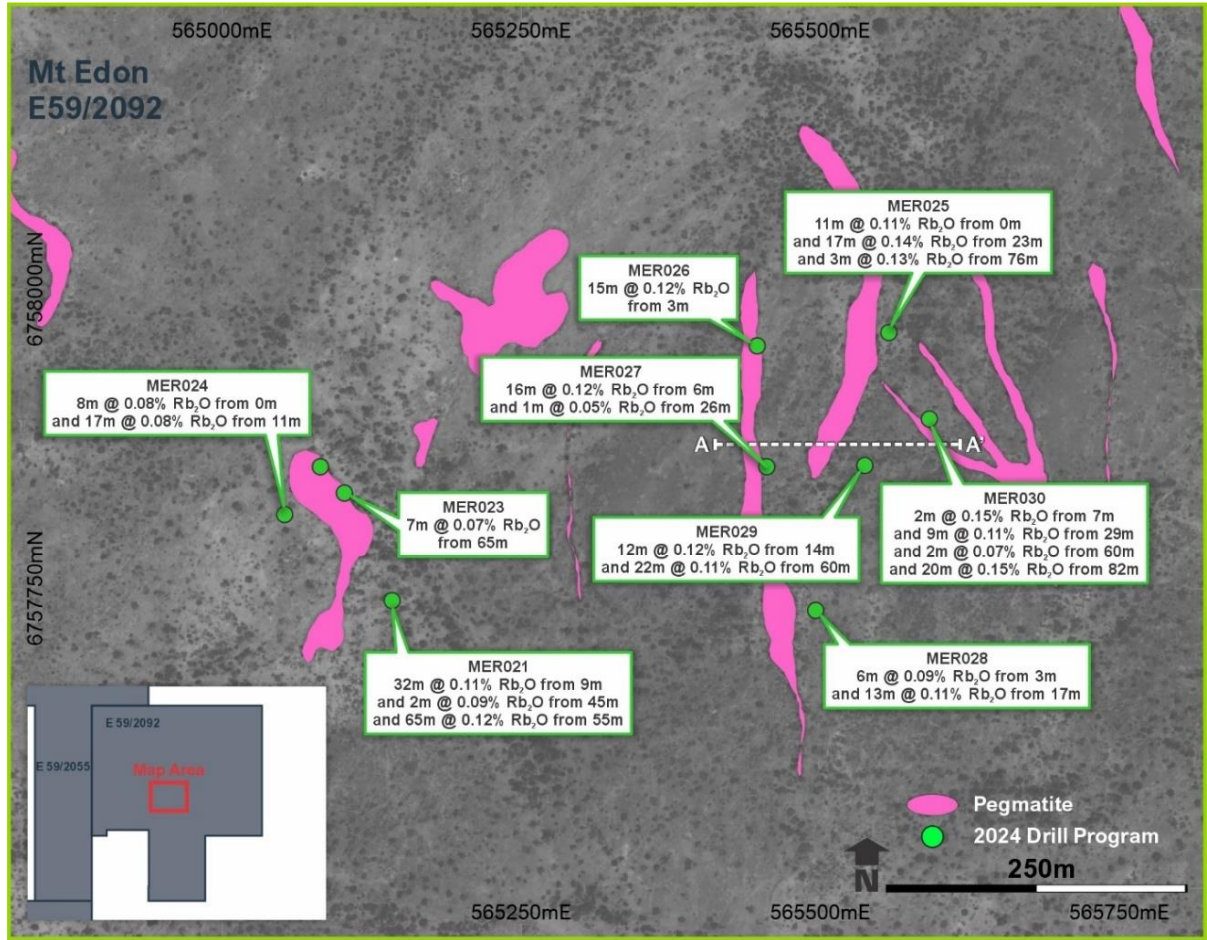 565000mE
565250mE
565500mE
Mt Edon
E59/2092
6758000mN
6757750mN
MER025
11m @ 0.11% Rb₂O from 0m
and 17m @ 0.14% Rb₂O from 23m
and 3m @ 0.13% Rb₂O from 76m
MER026
15m @ 0.12% Rb₂O
from 3m
MER027
16m @ 0.12% Rb₂O from 6m
and 1m @ 0.05% Rb₂O from 26m
MER024
8m @ 0.08% Rb₂O from 0m
and 17m @ 0.08% Rb₂O from 11m
A
A'
MER023
7m @ 0.07% Rb₂O
from 65m
MER029
12m @ 0.12% Rb₂O from 14m
and 22m @ 0.11% Rb₂O from 60m
MER030
2m @ 0.15% Rb₂O from 7m
and 9m @ 0.11% Rb₂O from 29m
and 2m @ 0.07% Rb₂O from 60m
and 20m @ 0.15% Rb₂O from 82m
MER021
32m @ 0.11% Rb₂O from 9m
and 2m @ 0.09% Rb₂O from 45m
and 65m @ 0.12% Rb₂O from 55m
MER028
6m @ 0.09% Rb₂O from 3m
and 13m @ 0.11% Rb₂O from 17m
E 59/2092
E 59/2055
Map Area
Pegmatite
2024 Drill Program
N
250m
565250mE
565500mE
565750mE